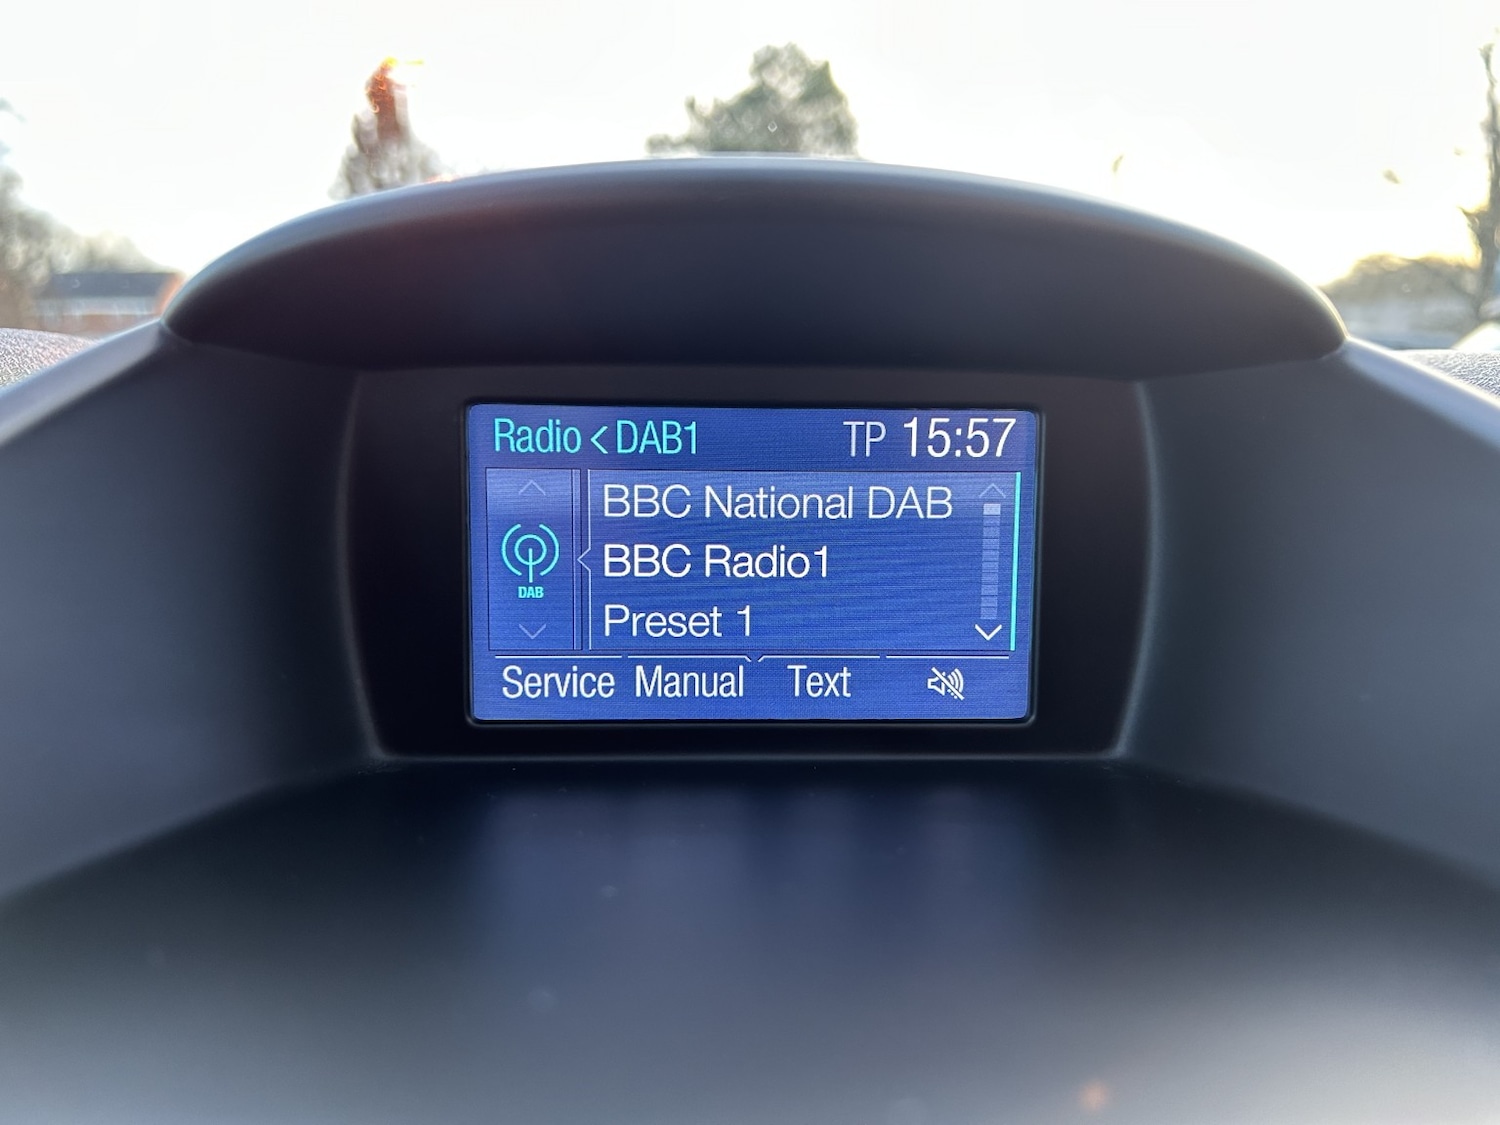 Radio < DAB1 TP 15:57
BBC National DAB
BBC Radio1
DAB
Preset 1
Service Manual Text